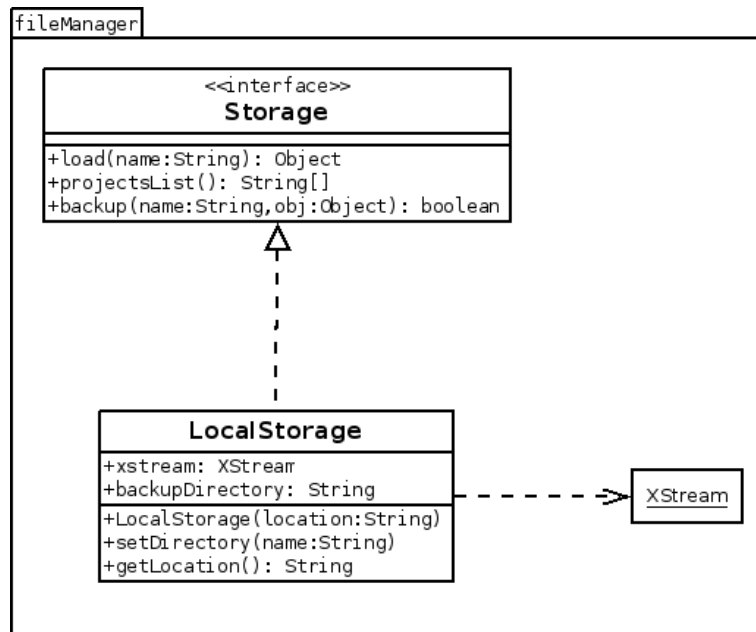 fileManager
<<interface>>
Storage
+load(name:String): Object
+projectsList(): String[]
+backup(name:String,obj:Object): boolean
LocalStorage
+xstream: XStream
+backupDirectory: String
+LocalStorage(location:String)
+setDirectory(name:String)
+getLocation(): String
XStream